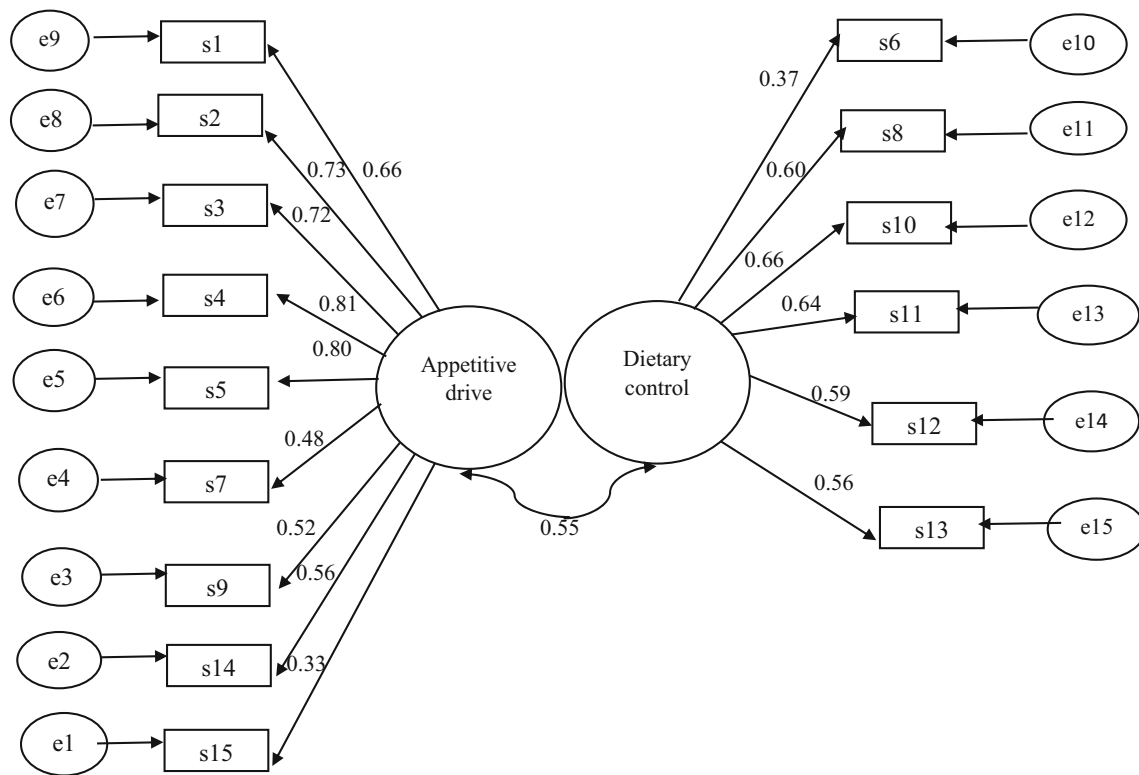 e9
s1
e8
s2
e7
s3
e6
s4
e5
s5
e4
s7
e3
s9
e2
s14
e1
s15
0.66
0.73
0.72
0.81
0.80
0.48
0.52
0.56
0.33
Appetitive
drive
0.55
Dietary
control
0.37
0.60
0.66
0.64
0.59
0.56
s6
e10
s8
e11
s10
e12
s11
e13
s12
e14
s13
e15